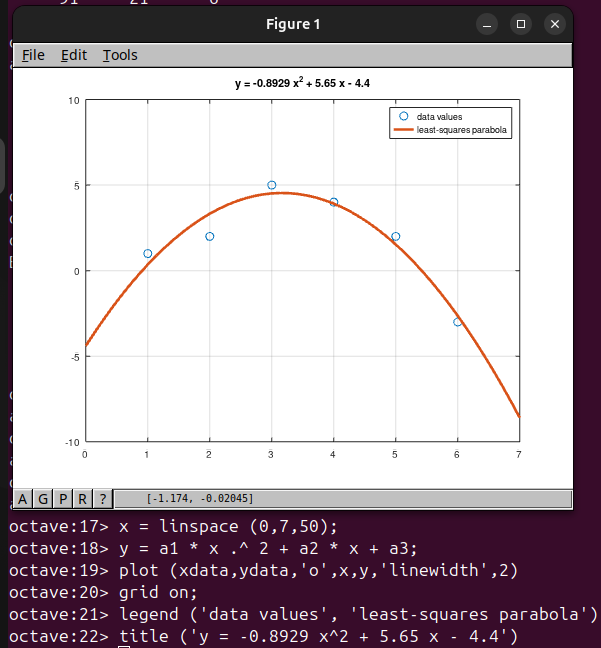 Figure 1
File Edit Tools
y = -0.8929 x2 + 5.65 x - 4.4
10
data values
least-squares parabola
5
0
-5
-10
0 1 2 3 4 5 6 7
A G P R ? [-1.174, -0.02045]
octave:17> x = linspace (0,7,50);
octave:18> y = a1 * x .^ 2 + a2 * x + a3;
octave:19> plot (xdata,ydata,'o',x,y,'linewidth',2)
octave:20> grid on;
octave:21> legend ('data values', 'least-squares parabola')
octave:22> title ('y = -0.8929 x^2 + 5.65 x - 4.4')